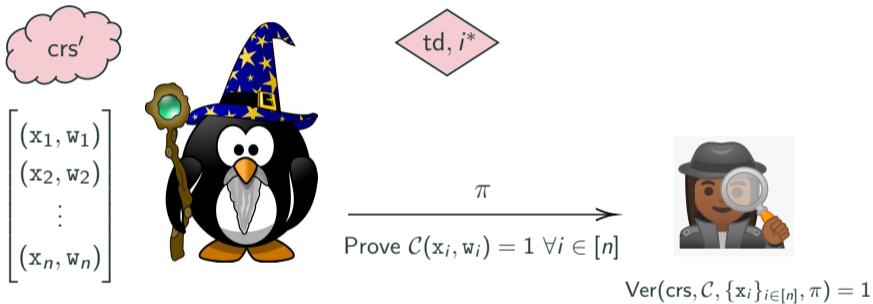 crs′
td, i*
(x₁, w₁)
(x₂, w₂)
⋮
(xₙ, wₙ)
π
Prove 𝒞(xᵢ, wᵢ) = 1 ∀i ∈ [n]
Ver(crs, 𝒞, {xᵢ}ᵢ∈[ₙ], π) = 1